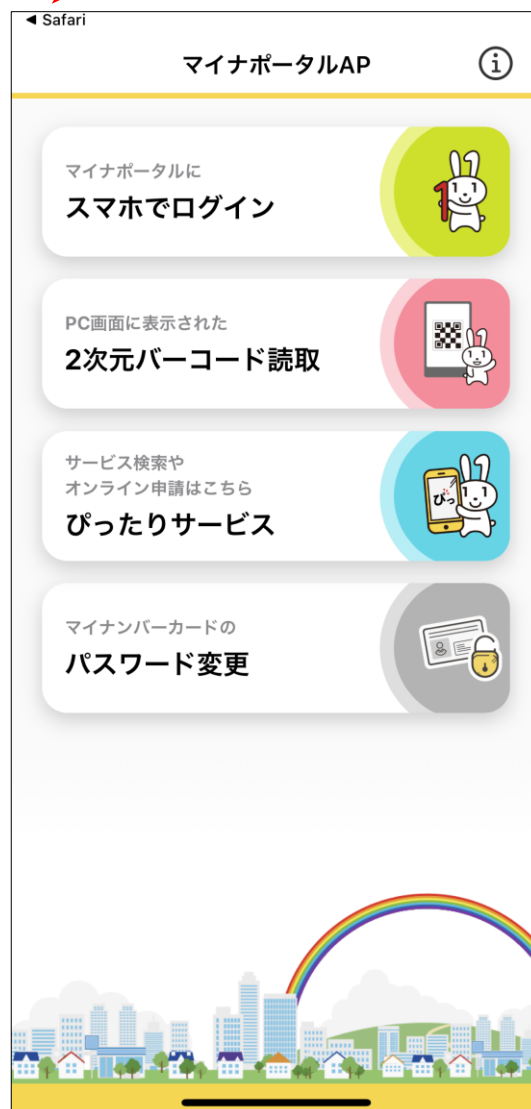 ◀ Safari
マイナポータルAP
マイナポータルに
スマホでログイン
PC画面に表示された
2次元バーコード読取
サービス検索や
オンライン申請はこちら
ぴったりサービス
ぴっ
マイナンバーカードの
パスワード変更